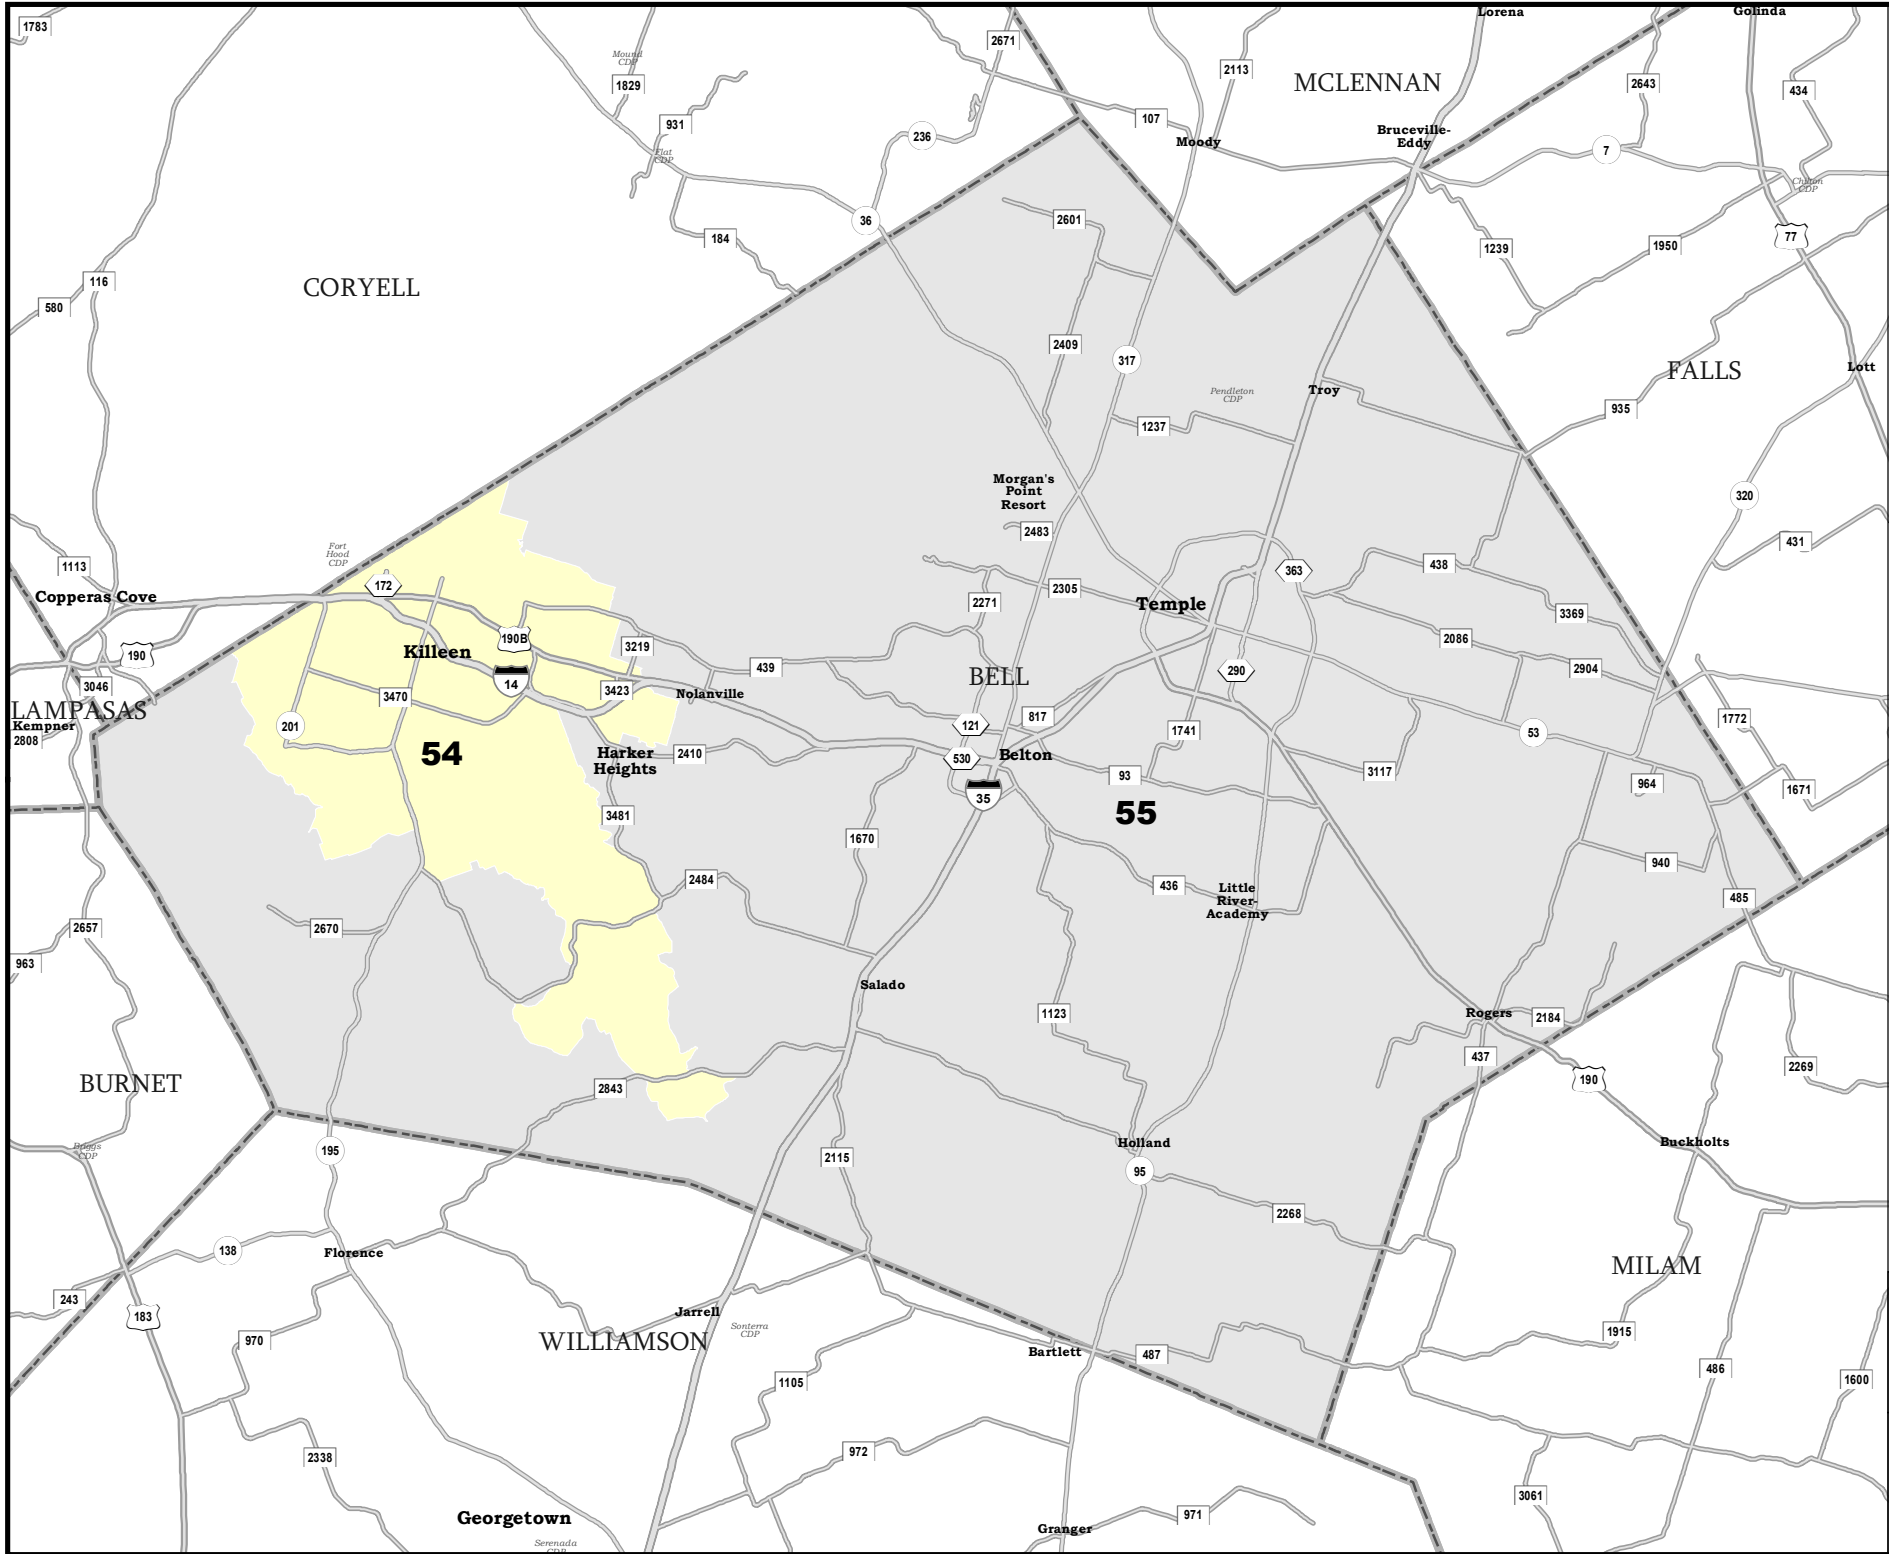 1783
Mound
CDP
1829
931
Flat
CDP
2671
236
36
184
107
Moody
2113
MCLENNAN
Lorena
Golinda
2643
434
Bruceville-
Eddy
7
Chilton
CDP
77
1239
1950
CORYELL
116
580
2601
2409
317
1237
Pendleton
CDP
Troy
FALLS
Lott
935
320
431
Morgan's
Point
Resort
2483
1113
Copperas Cove
Fort
Hood
CDP
172
190
3046
LAMPASAS
Kempner
2808
Killeen
190B
14
3470
201
54
3219
3423
439
Nolanville
Harker
Heights
2410
3481
2271
2305
Temple
363
438
3369
2086
2904
290
BELL
121
817
530
Belton
35
1741
93
55
3117
53
1772
964
1671
940
485
1670
2484
436
Little
River-
Academy
2670
2657
963
Salado
1123
Rogers
2184
437
190
2269
BURNET
Boggs
CDP
2843
195
2115
Holland
95
2268
Buckholts
MILAM
138
Florence
243
183
970
Jarrell
WILLIAMSON
Sonterra
CDP
Bartlett
487
1915
486
1600
1105
972
2338
Georgetown
Serenada
CDP
Granger
971
3061